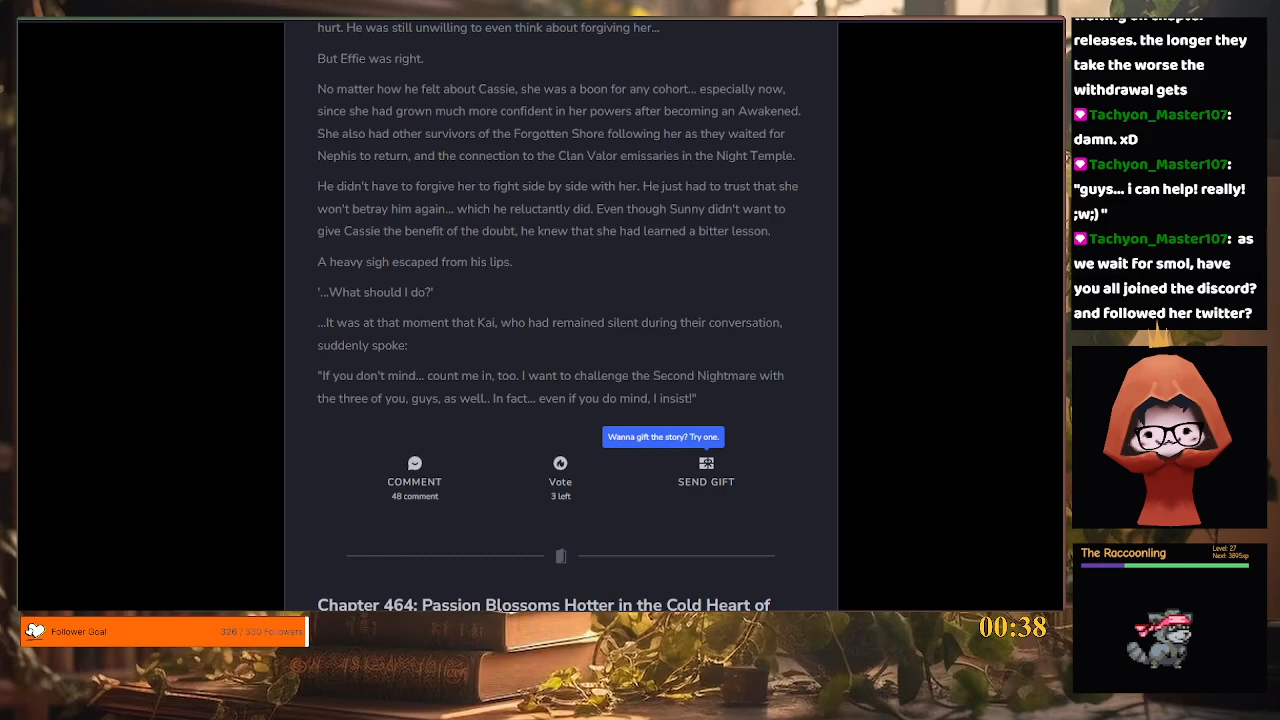 hurt. He was still unwilling to even think about forgiving her...
But Effie was right.
No matter how he felt about Cassie, she was a boon for any cohort... especially now,
since she had grown much more confident in her powers after becoming an Awakened.
She also had other survivors of the Forgotten Shore following her as they waited for
Nephis to return, and the connection to the Clan Valor emissaries in the Night Temple.
He didn't have to forgive her to fight side by side with her. He just had to trust that she
won't betray him again... which he reluctantly did. Even though Sunny didn't want to
give Cassie the benefit of the doubt, he knew that she had learned a bitter lesson.
A heavy sigh escaped from his lips.
'...What should I do?'
...It was at that moment that Kai, who had remained silent during their conversation,
suddenly spoke:
"If you don't mind... count me in, too. I want to challenge the Second Nightmare with
the three of you, guys, as well.. In fact... even if you do mind, I insist!"
Wanna gift the story? Try one.
COMMENT
48 comment
Vote
3 left
SEND GIFT
Chapter 464: Passion Blossoms Hotter in the Cold Heart of
releases. the longer they
take the worse the
withdrawal gets
Tachyon_Master107:
damn. xD
Tachyon_Master107:
"guys... i can help! really!
;w;) "
Tachyon_Master107: as
we wait for smol, have
you all joined the discord?
and followed her twitter?
The Raccoonling
Level: 27
Next: 3895xp
Follower Goal
326 / 330 Followers
00:38